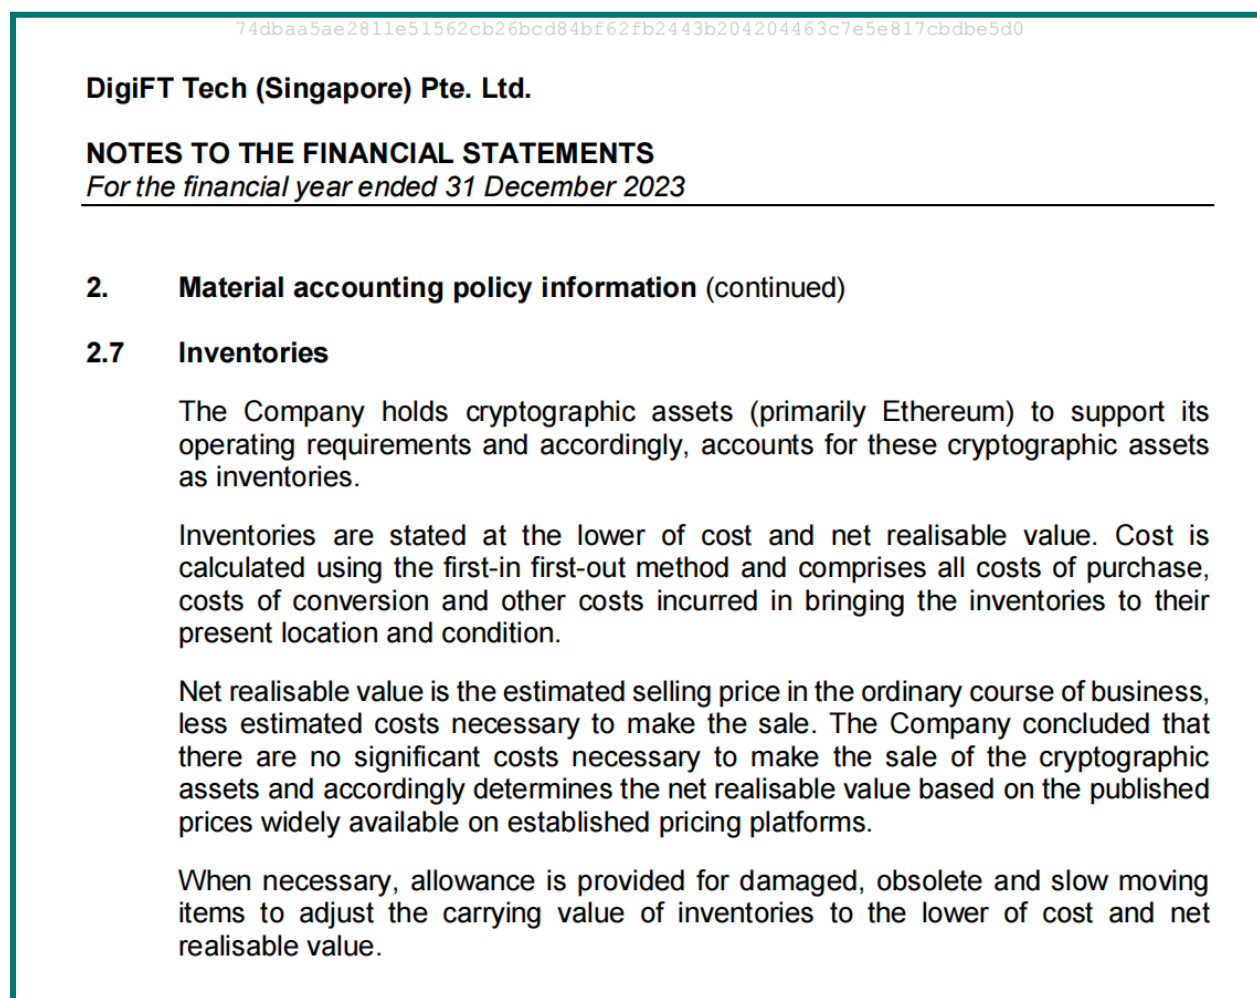 74dbaa5ae2811e51562cb26bcd84bf62fb2443b204204463c7e5e817cbdbe5d0
DigiFT Tech (Singapore) Pte. Ltd.
NOTES TO THE FINANCIAL STATEMENTS
For the financial year ended 31 December 2023
2. Material accounting policy information (continued)
2.7 Inventories
The Company holds cryptographic assets (primarily Ethereum) to support its
operating requirements and accordingly, accounts for these cryptographic assets
as inventories.
Inventories are stated at the lower of cost and net realisable value. Cost is
calculated using the first-in first-out method and comprises all costs of purchase,
costs of conversion and other costs incurred in bringing the inventories to their
present location and condition.
Net realisable value is the estimated selling price in the ordinary course of business,
less estimated costs necessary to make the sale. The Company concluded that
there are no significant costs necessary to make the sale of the cryptographic
assets and accordingly determines the net realisable value based on the published
prices widely available on established pricing platforms.
When necessary, allowance is provided for damaged, obsolete and slow moving
items to adjust the carrying value of inventories to the lower of cost and net
realisable value.